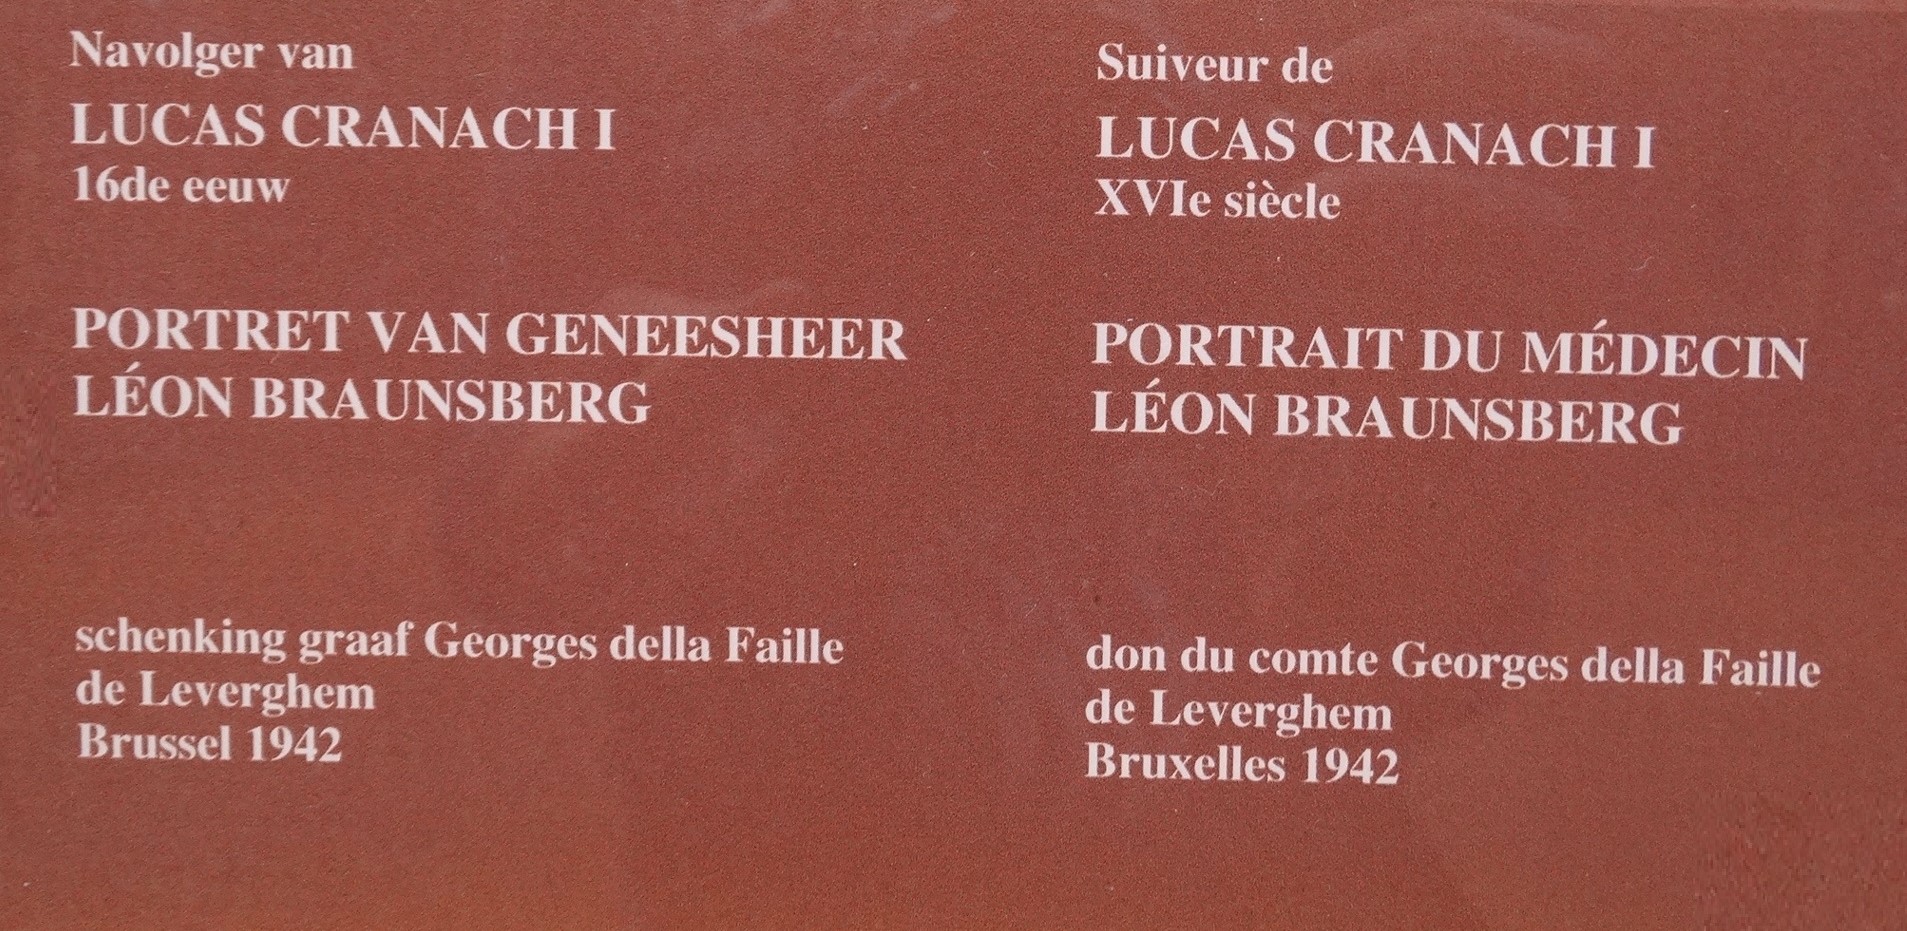 Navolger van
LUCAS CRANACH I
16de eeuw
PORTRET VAN GENEESHEER
LÉON BRAUNSBERG
schenking graaf Georges della Faille
de Leverghem
Brussel 1942
Suiveur de
LUCAS CRANACH I
XVIe siècle
PORTRAIT DU MÉDECIN
LÉON BRAUNSBERG
don du comte Georges della Faille
de Leverghem
Bruxelles 1942